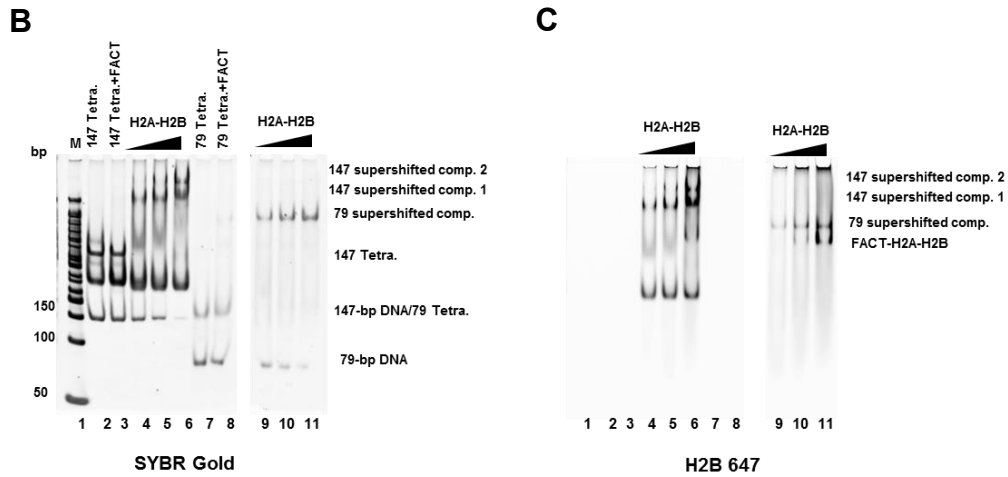 B
C
147 Tetra.
147 Tetra.+FACT
79 Tetra.
79 Tetra.+FACT
H2A-H2B
H2A-H2B
M
bp
150
100
50
147 supershifted comp. 2
147 supershifted comp. 1
79 supershifted comp.
147 Tetra.
147-bp DNA/79 Tetra.
79-bp DNA
1 2 3 4 5 6 7 8 9 10 11
SYBR Gold
H2A-H2B
H2A-H2B
147 supershifted comp. 2
147 supershifted comp. 1
79 supershifted comp.
FACT-H2A-H2B
1 2 3 4 5 6 7 8 9 10 11
H2B 647